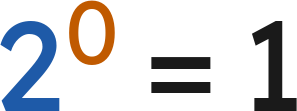 2⁰ = 1